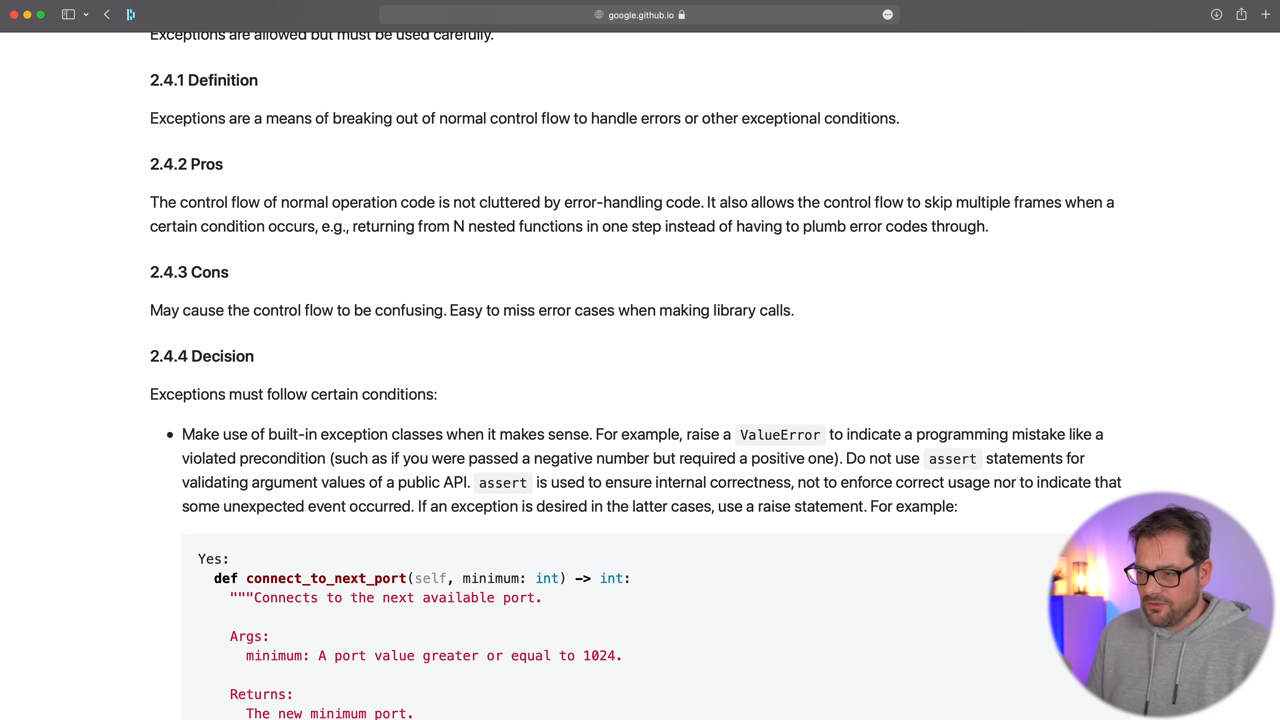 google.github.io
Exceptions are allowed but must be used carefully.
2.4.1 Definition
Exceptions are a means of breaking out of normal control flow to handle errors or other exceptional conditions.
2.4.2 Pros
The control flow of normal operation code is not cluttered by error-handling code. It also allows the control flow to skip multiple frames when a
certain condition occurs, e.g., returning from N nested functions in one step instead of having to plumb error codes through.
2.4.3 Cons
May cause the control flow to be confusing. Easy to miss error cases when making library calls.
2.4.4 Decision
Exceptions must follow certain conditions:
• Make use of built-in exception classes when it makes sense. For example, raise a ValueError to indicate a programming mistake like a
violated precondition (such as if you were passed a negative number but required a positive one). Do not use assert statements for
validating argument values of a public API. assert is used to ensure internal correctness, not to enforce correct usage nor to indicate that
some unexpected event occurred. If an exception is desired in the latter cases, use a raise statement. For example:
Yes:
def connect_to_next_port(self, minimum: int) -> int:
"""Connects to the next available port.
Args:
minimum: A port value greater or equal to 1024.
Returns:
The new minimum port.